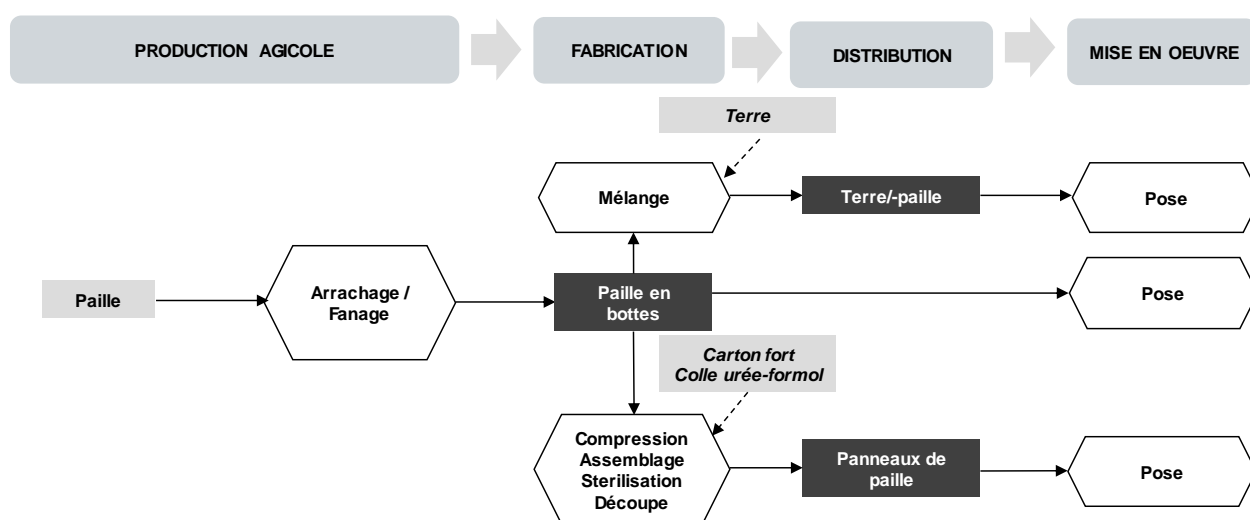 PRODUCTION AGICOLE
FABRICATION
DISTRIBUTION
MISE EN OEUVRE
Terre
Mélange
Terre/-paille
Pose
Paille
Arrachage /
Fanage
Paille en
bottes
Pose
Carton fort
Colle urée-formol
Compression
Assemblage
Sterilisation
Découpe
Panneaux de
paille
Pose